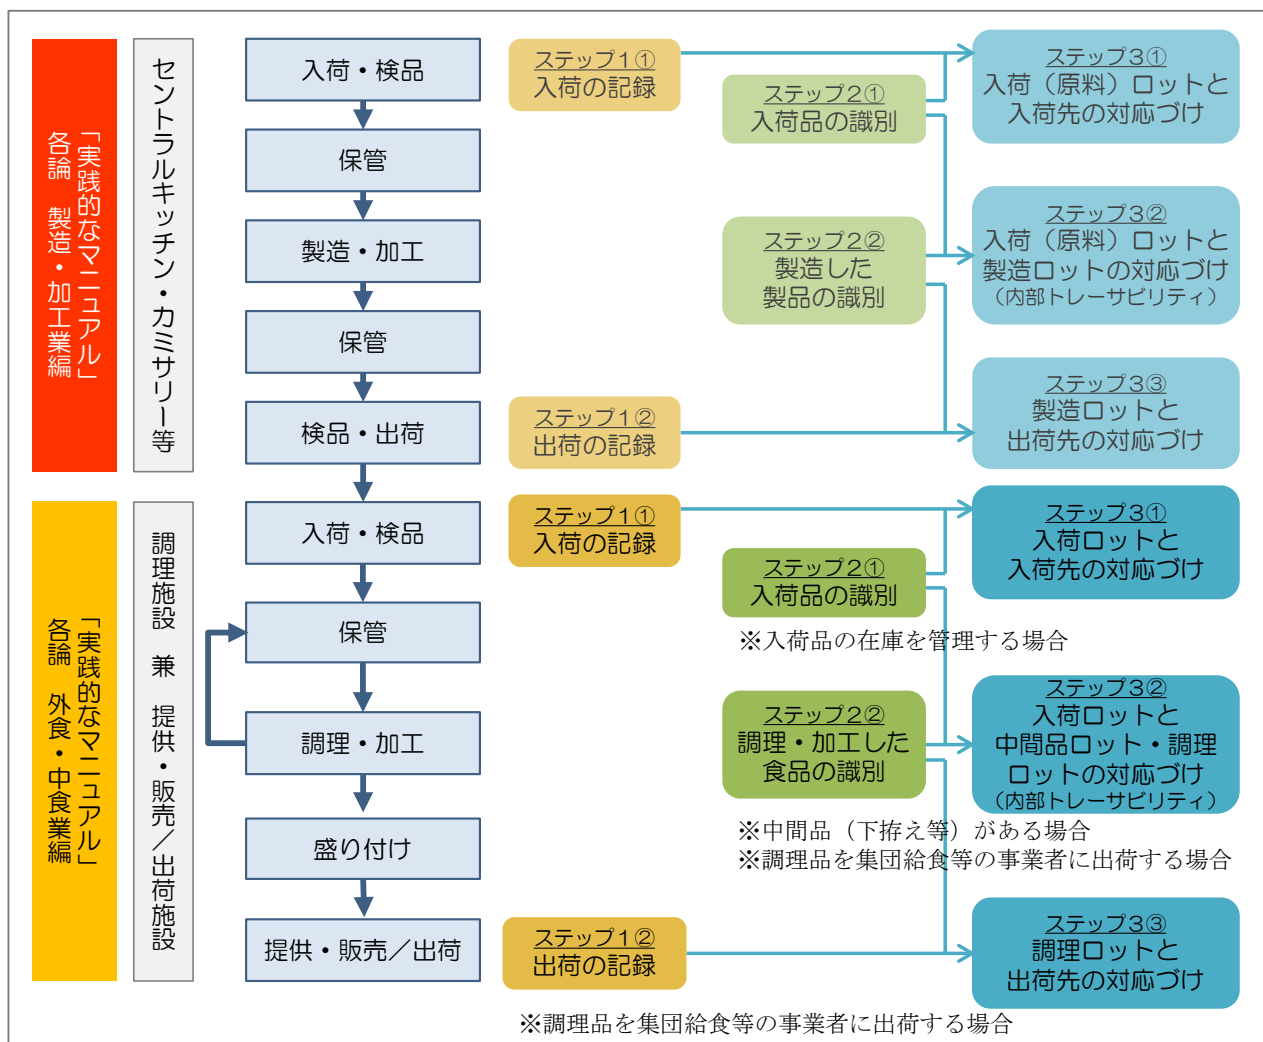 「実践的なマニュアル」
各論　製造・加工業編
セントラルキッチン・カミサリー等
入荷・検品
保管
製造・加工
保管
検品・出荷
ステップ１①
入荷の記録
ステップ２①
入荷品の識別
ステップ３①
入荷（原料）ロットと
入荷先の対応づけ
ステップ２②
製造した
製品の識別
ステップ３②
入荷（原料）ロットと
製造ロットの対応づけ
（内部トレーサビリティ）
ステップ１②
出荷の記録
ステップ３③
製造ロットと
出荷先の対応づけ
「実践的なマニュアル」
各論　外食・中食業編
調理施設　兼　提供・販売／出荷施設
入荷・検品
保管
調理・加工
盛り付け
提供・販売／出荷
ステップ１①
入荷の記録
ステップ２①
入荷品の識別
※入荷品の在庫を管理する場合
ステップ３①
入荷ロットと
入荷先の対応づけ
ステップ２②
調理・加工した
食品の識別
※中間品（下拵え等）がある場合
※調理品を集団給食等の事業者に出荷する場合
ステップ３②
入荷ロットと
中間品ロット・調理
ロットの対応づけ
（内部トレーサビリティ）
ステップ１②
出荷の記録
※調理品を集団給食等の事業者に出荷する場合
ステップ３③
調理ロットと
出荷先の対応づけ